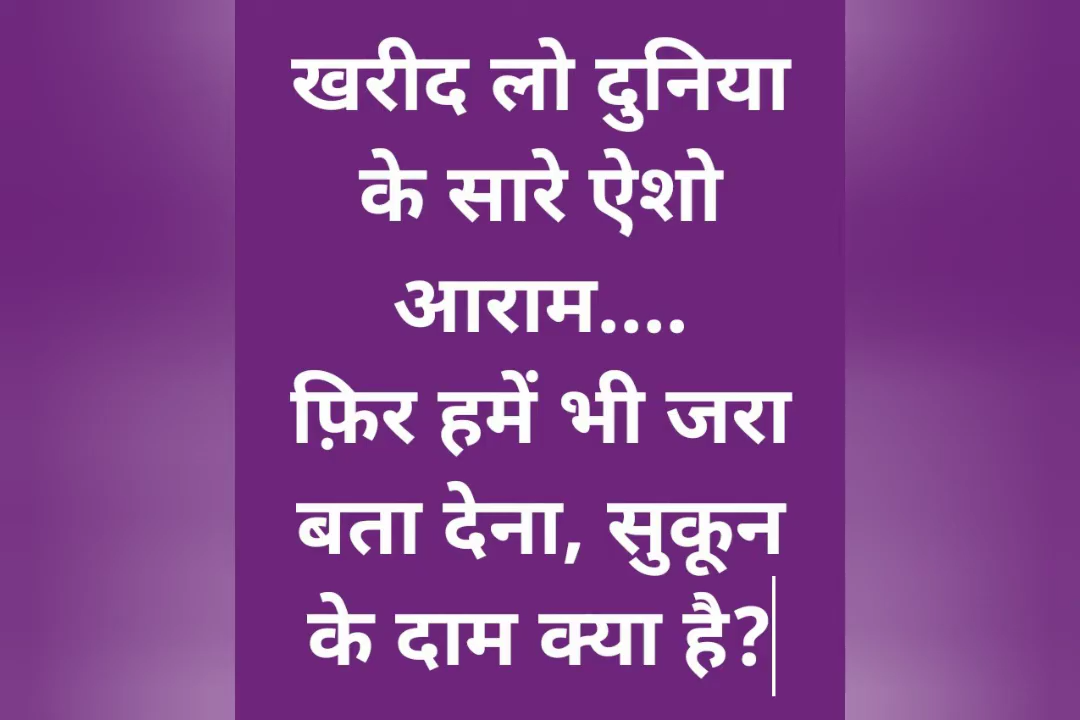 खरीद लो दुनिया
के सारे ऐशो
आराम....
फ़िर हमें भी जरा
बता देना, सुकून
के दाम क्या है?